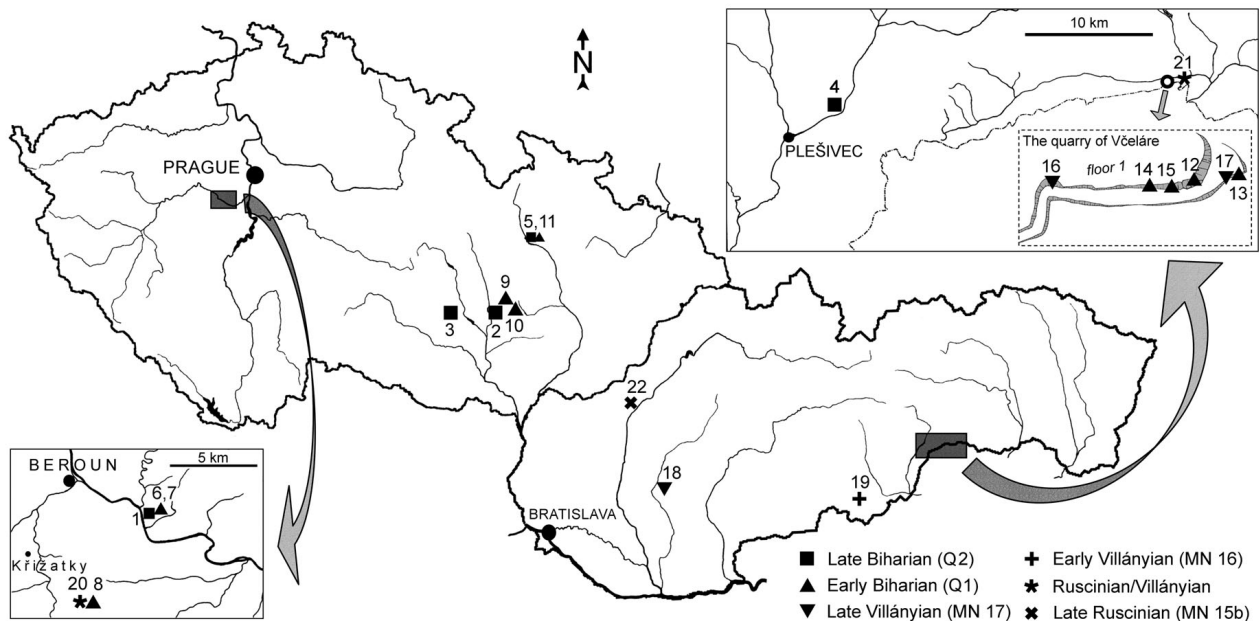 N
PRAGUE
5,11
9
3
2
10
22
18
19
BRATISLAVA
10 km
4
PLEŠIVEC
21
The quarry of Včeláre
floor 1
16
14
15
12
17
13
5 km
BEROUN
6,7
1
Křižatky
20
8
Late Biharian (Q2)
Early Biharian (Q1)
Late Villányian (MN 17)
Early Villányian (MN 16)
Ruscinian/Villányian
Late Ruscinian (MN 15b)